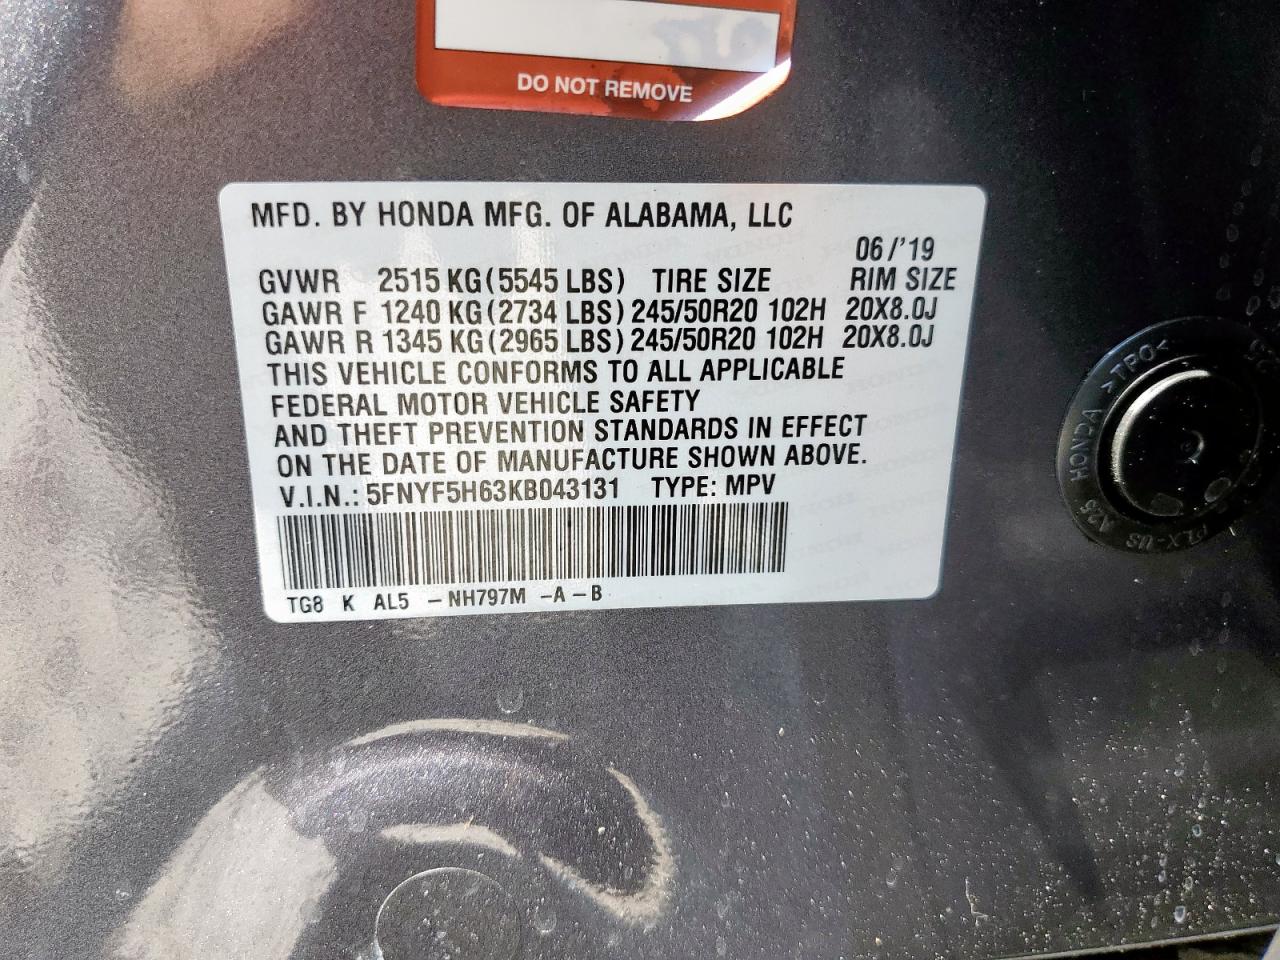 DO NOT REMOVE
MFD. BY HONDA MFG. OF ALABAMA, LLC
06/'19
GVWR 2515 KG(5545 LBS) TIRE SIZE RIM SIZE
GAWR F 1240 KG(2734 LBS) 245/50R20 102H 20X8.0J
GAWR R 1345 KG(2965 LBS) 245/50R20 102H 20X8.0J
THIS VEHICLE CONFORMS TO ALL APPLICABLE
FEDERAL MOTOR VEHICLE SAFETY
AND THEFT PREVENTION STANDARDS IN EFFECT
ON THE DATE OF MANUFACTURE SHOWN ABOVE.
V.I.N.: 5FNYF5H63KB043131 TYPE: MPV
TG8 K AL5 -NH797M -A-B
HONDA >TPO<